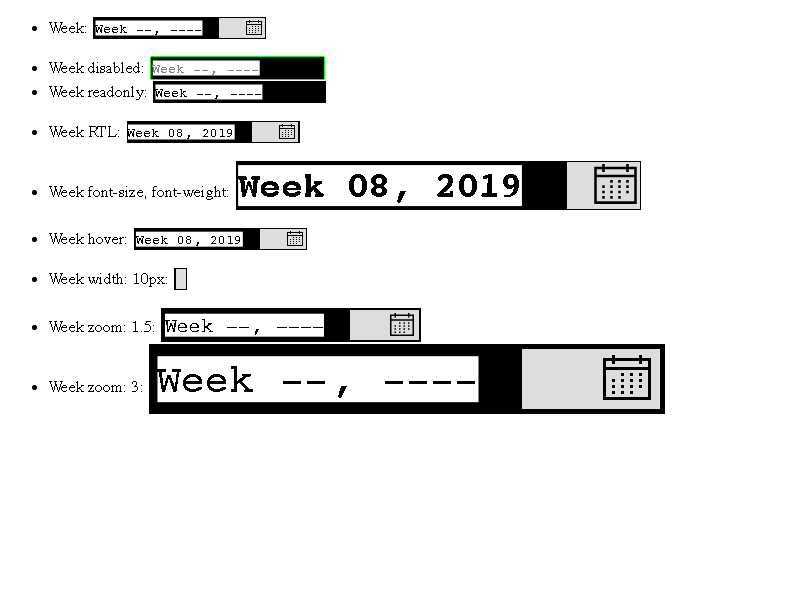 Week: Week --, ----
Week disabled: Week --, ----
Week readonly: Week --, ----
Week RTL: Week 08, 2019
Week font-size, font-weight: Week 08, 2019
Week hover: Week 08, 2019
Week width: 10px:
Week zoom: 1.5: Week --, ----
Week zoom: 3: Week --, ----